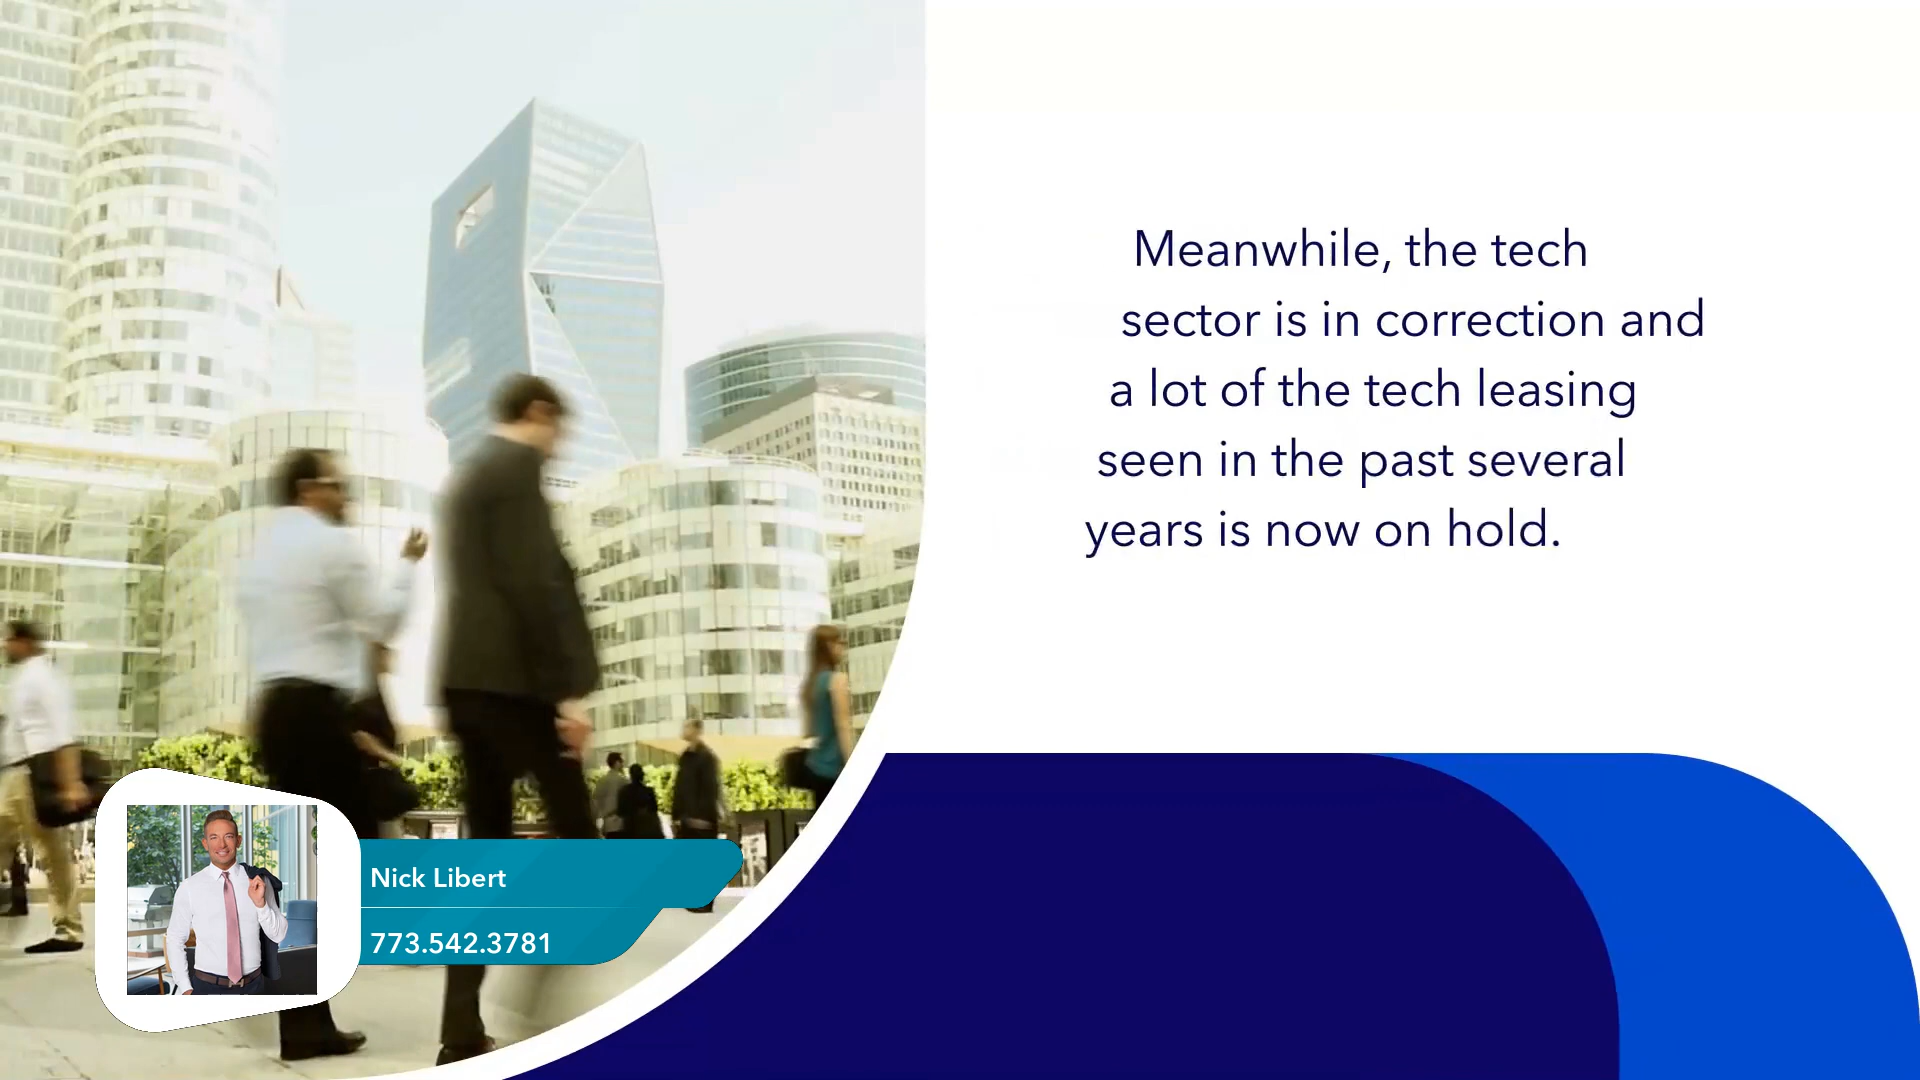 Meanwhile, the tech
sector is in correction and
a lot of the tech leasing
seen in the past several
years is now on hold.
Nick Libert
773.542.3781